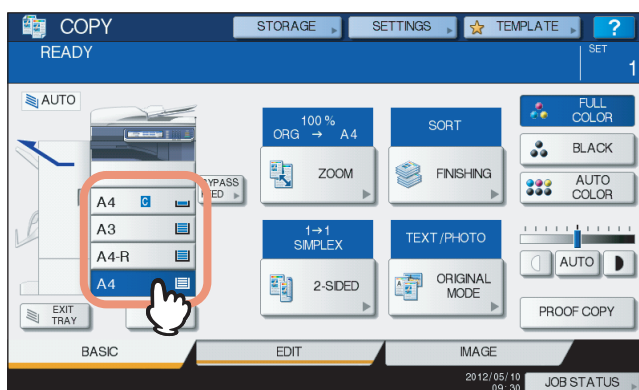 COPY
STORAGE
SETTINGS
TEMPLATE
?
READY
SET
1
AUTO
100 %
ORG → A4
ZOOM
SORT
FINISHING
FULL
COLOR
BLACK
AUTO
COLOR
A4 C
A3
A4-R
A4
1→1
SIMPLEX
2-SIDED
TEXT/PHOTO
A
ORIGINAL
MODE
AUTO
EXIT
TRAY
PROOF COPY
BASIC
EDIT
IMAGE
2012/05/10
09:30
JOB STATUS